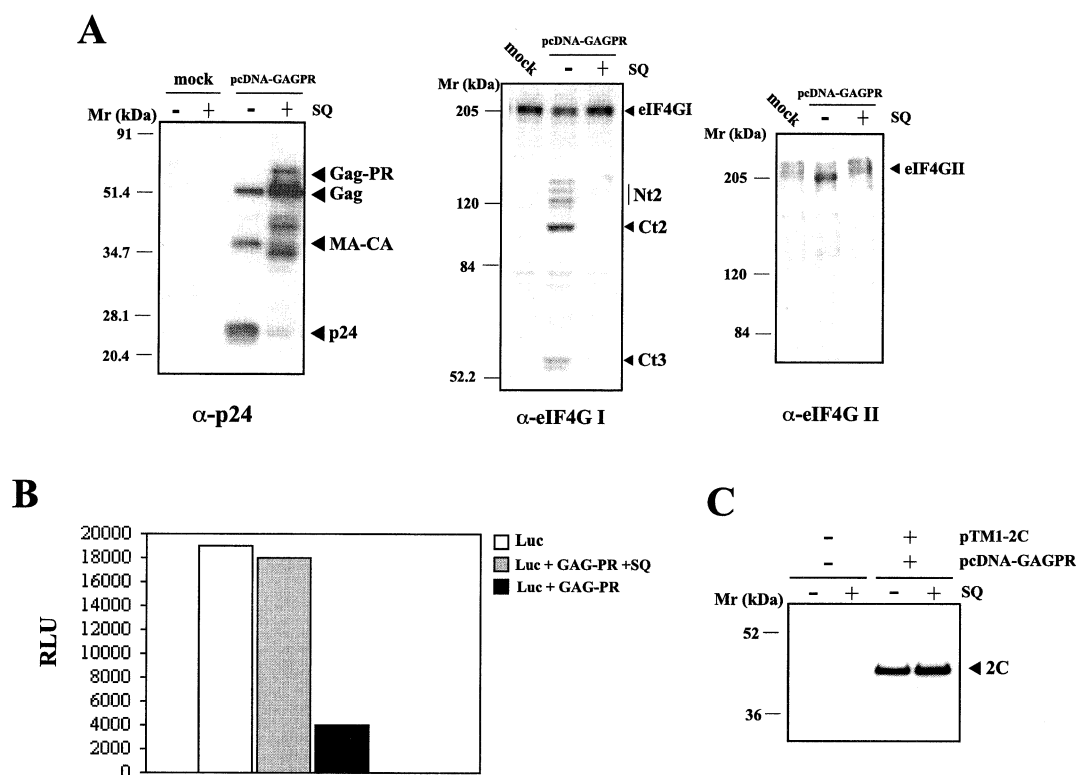 A
mock
pcDNA-GAGPR
- + - + SQ
Mr (kDa)
91
51.4
34.7
28.1
20.4
Gag-PR
Gag
MA-CA
p24
α-p24
mock
pcDNA-GAGPR
- + SQ
Mr (kDa)
205
120
84
52.2
eIF4GI
Nt2
Ct2
Ct3
α-eIF4G I
mock
pcDNA-GAGPR
- + SQ
Mr (kDa)
205
120
84
eIF4GII
α-eIF4G II
B
RLU
20000
18000
16000
14000
12000
10000
8000
6000
4000
2000
0
Luc
Luc + GAG-PR +SQ
Luc + GAG-PR
C
- + pTM1-2C
- + pcDNA-GAGPR
- + - + SQ
Mr (kDa)
52
36
2C